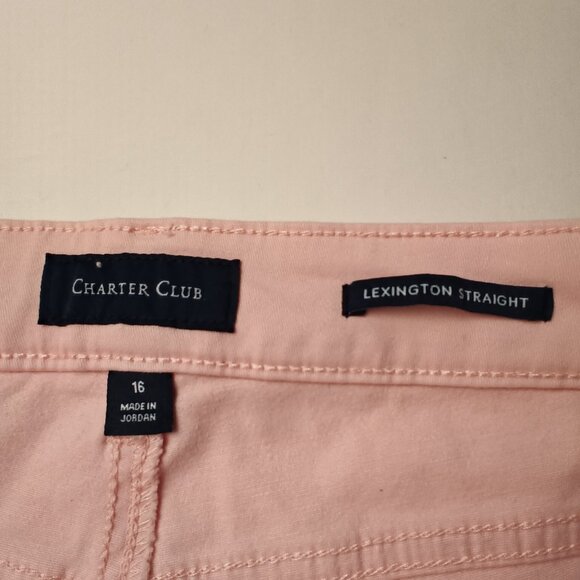 CHARTER CLUB
LEXINGTON STRAIGHT
16
MADE IN
JORDAN